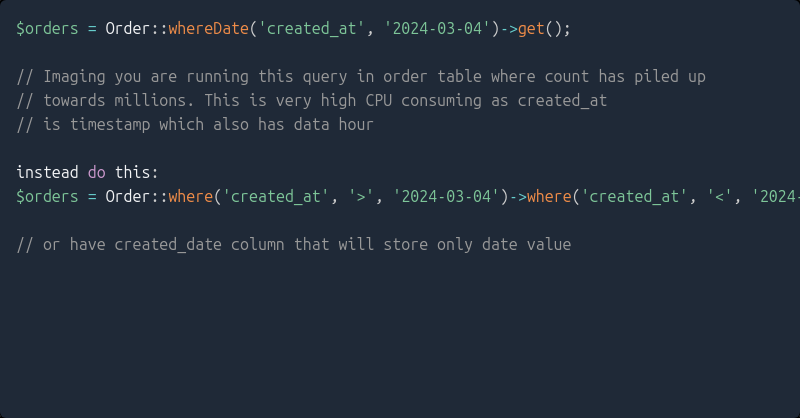 $orders = Order::whereDate('created_at', '2024-03-04')->get();
// Imaging you are running this query in order table where count has piled up
// towards millions. This is very high CPU consuming as created_at
// is timestamp which also has data hour
instead do this:
$orders = Order::where('created_at', '>', '2024-03-04')->where('created_at', '<', '2024-
// or have created_date column that will store only date value